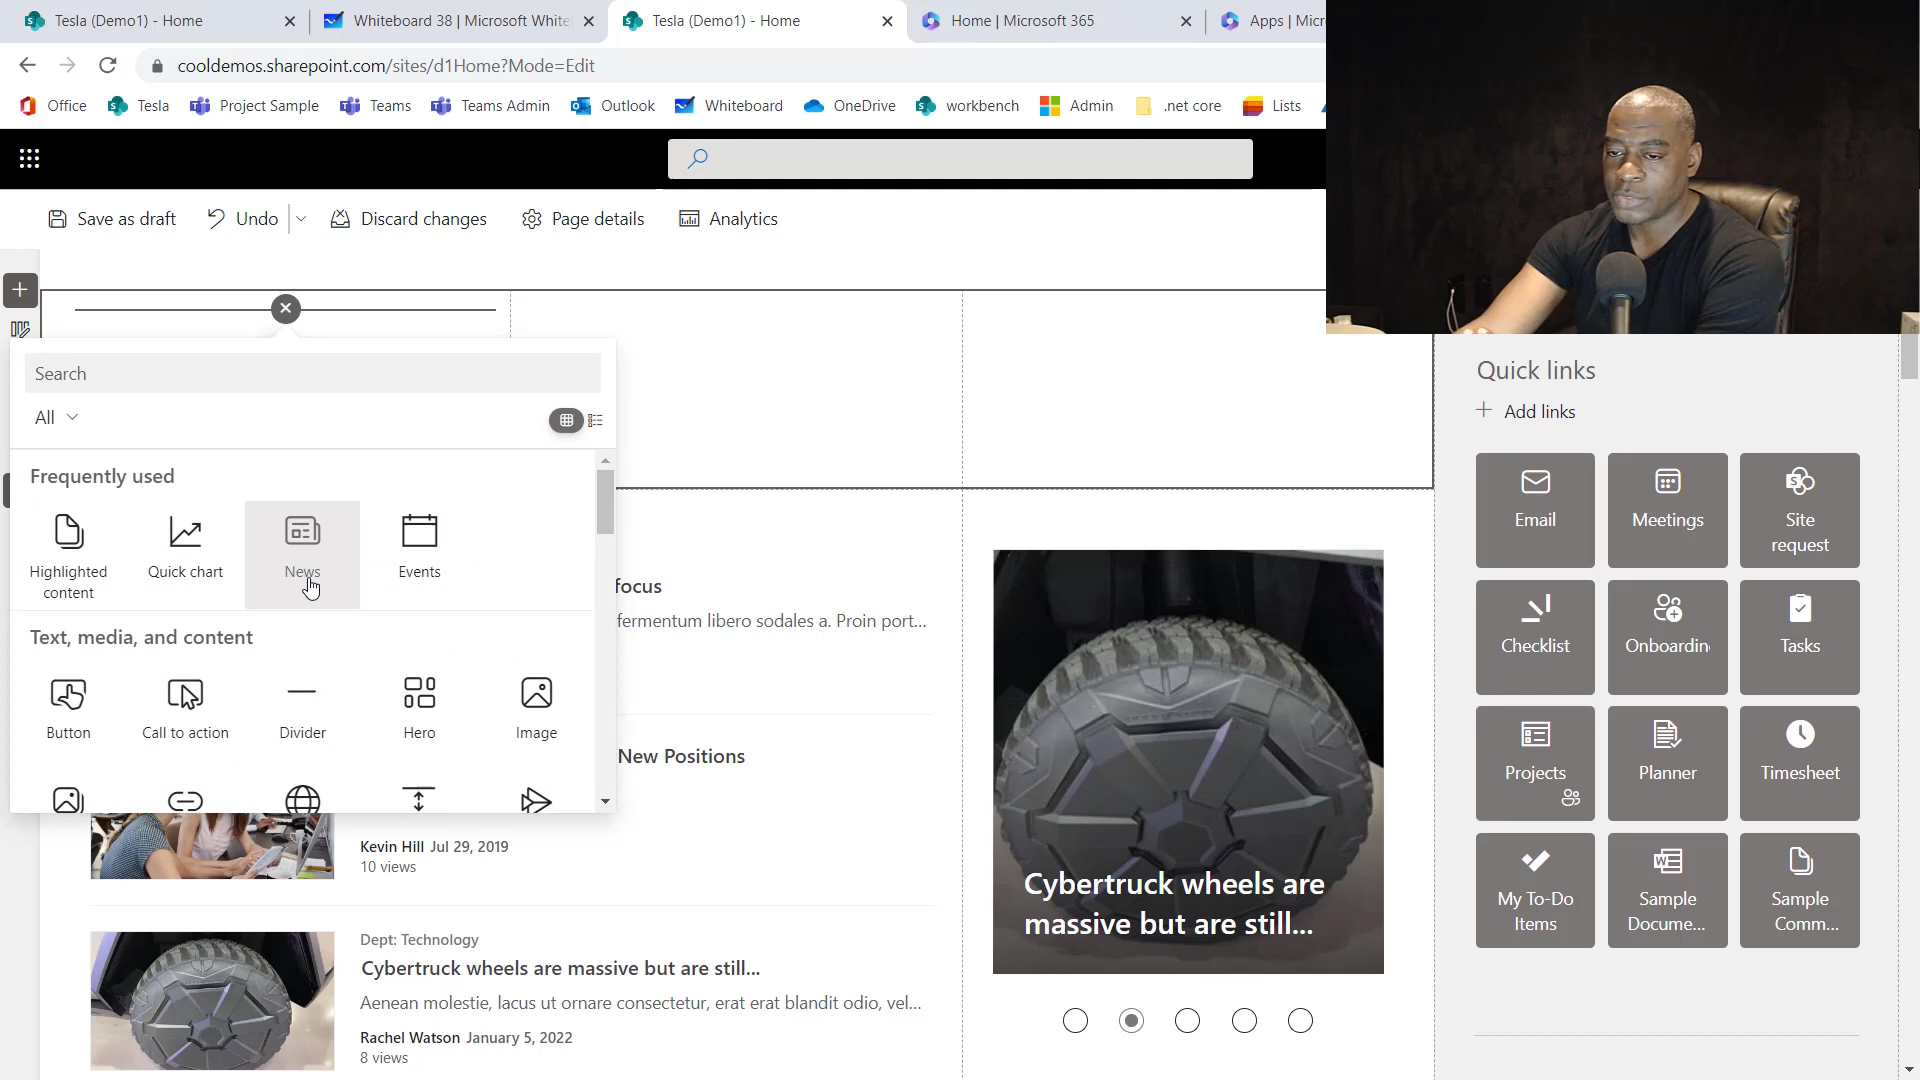 Tesla (Demo1) - Home
Whiteboard 38 | Microsoft White
Tesla (Demo1) - Home
Home | Microsoft 365
Apps | Micr
cooldemos.sharepoint.com/sites/d1Home?Mode=Edit
Office
Tesla
Project Sample
Teams
Teams Admin
Outlook
Whiteboard
OneDrive
workbench
Admin
.net core
Lists
Save as draft
Undo
Discard changes
Page details
Analytics
Search
All
Frequently used
Highlighted
content
Quick chart
News
Events
Text, media, and content
Button
Call to action
Divider
Hero
Image
focus
fermentum libero sodales a. Proin port...
New Positions
Kevin Hill Jul 29, 2019
10 views
Dept: Technology
Cybertruck wheels are massive but are still...
Aenean molestie, lacus ut ornare consectetur, erat erat blandit odio, vel...
Rachel Watson January 5, 2022
8 views
Cybertruck wheels are
massive but are still...
Quick links
Add links
Email
Meetings
Site
request
Checklist
Onboardin
Tasks
Projects
Planner
Timesheet
My To-Do
Items
Sample
Docume...
Sample
Comm...